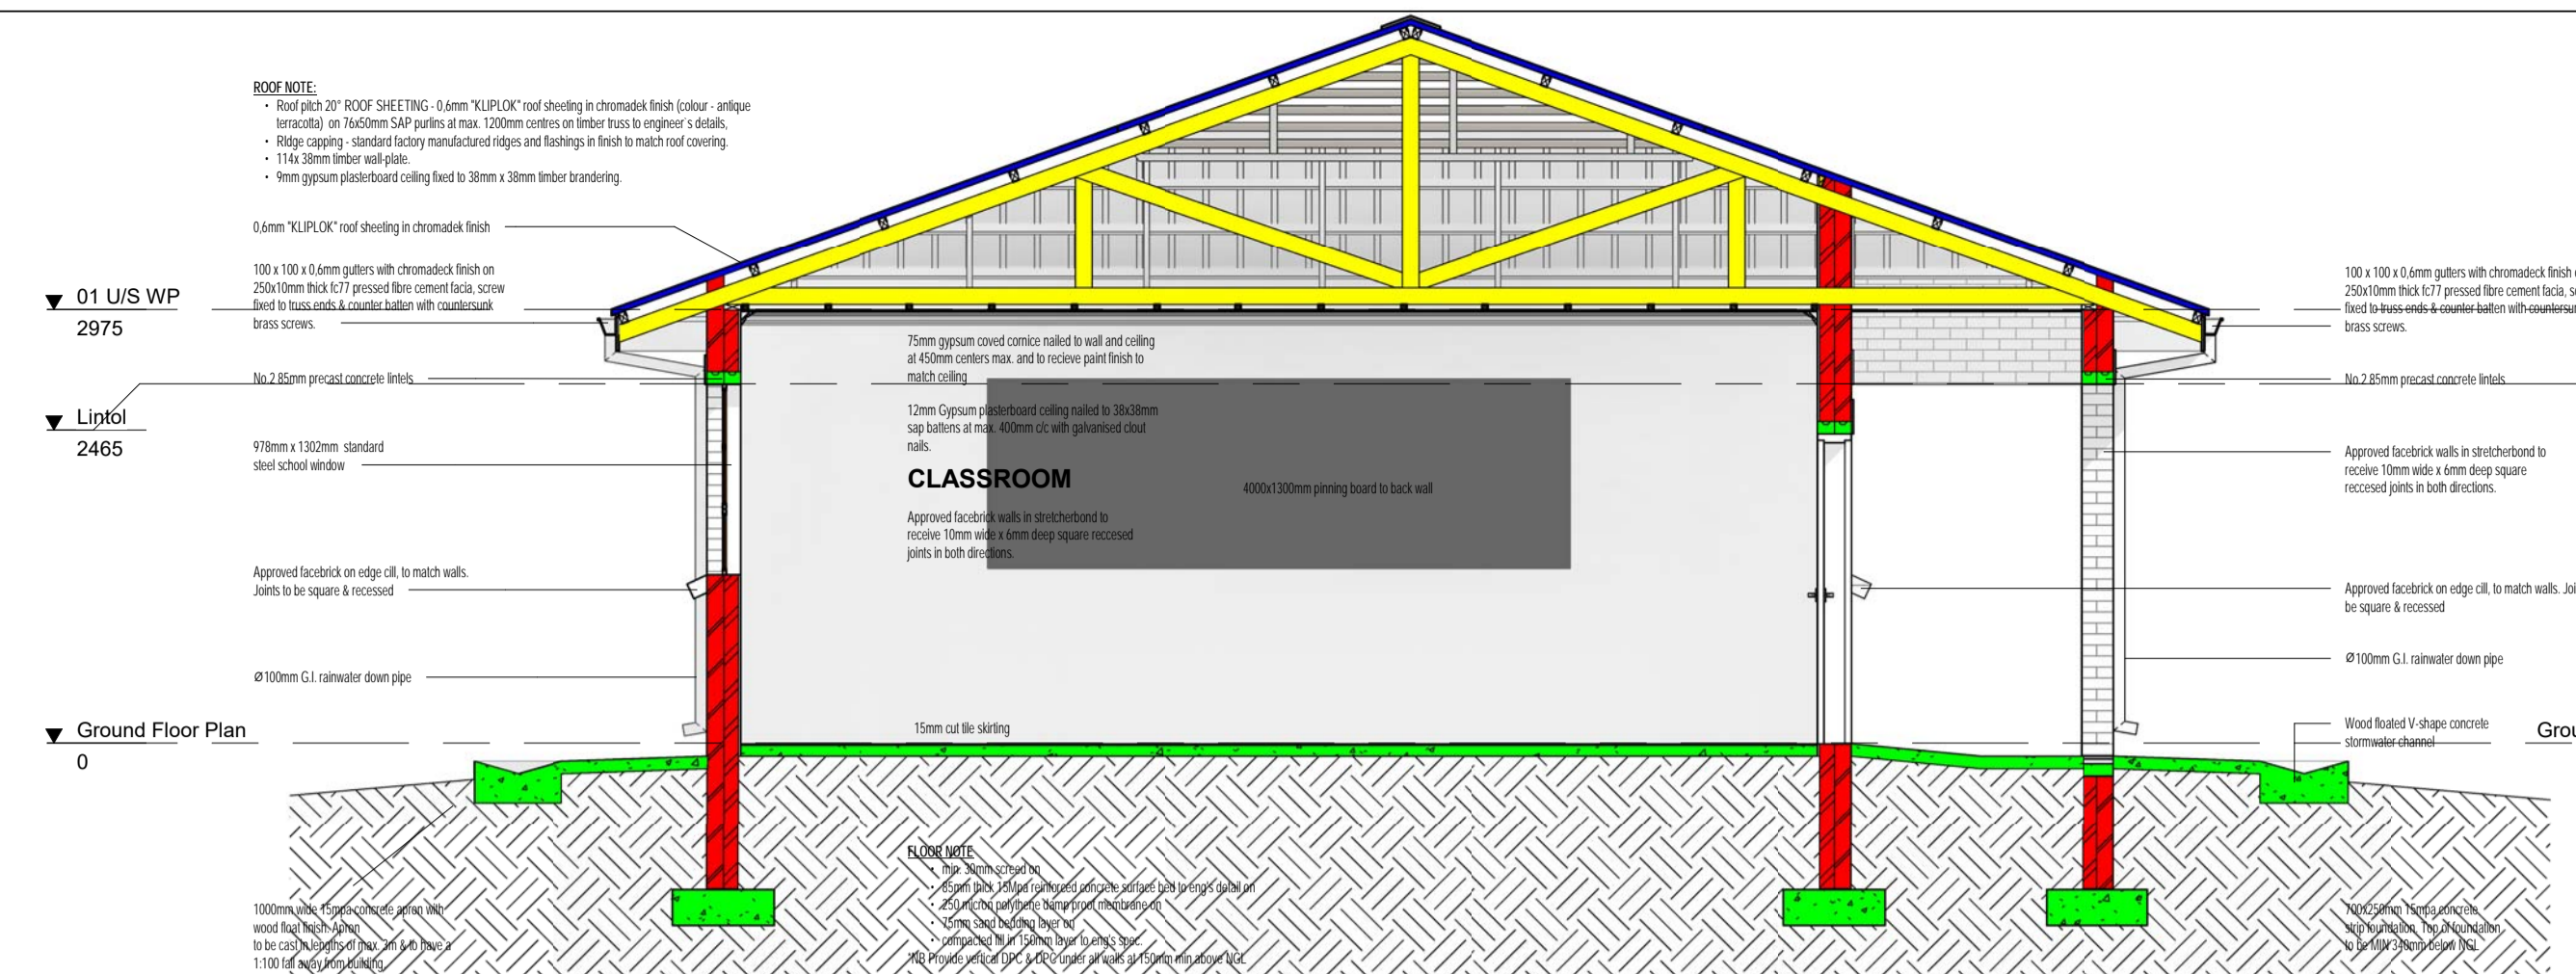 ROOF NOTE:
• Roof pitch 20° ROOF SHEETING - 0,6mm "KLIPLOK" roof sheeting in chromadek finish (colour - antique
terracotta) on 76x50mm SAP purlins at max. 1200mm centres on timber truss to engineer's details,
• RIdge capping - standard factory manufactured ridges and flashings in finish to match roof covering.
• 114x 38mm timber wall-plate.
• 9mm gypsum plasterboard ceiling fixed to 38mm x 38mm timber brandering.
0,6mm "KLIPLOK" roof sheeting in chromadek finish
100 x 100 x 0,6mm gutters with chromadeck finish on
250x10mm thick fc77 pressed fibre cement facia, screw
fixed to truss ends & counter batten with countersunk
brass screws.
01 U/S WP
2975
No.2 85mm precast concrete lintels
Lintol
2465
978mm x 1302mm standard
steel school window
Approved facebrick on edge cill, to match walls.
Joints to be square & recessed
Ø100mm G.I. rainwater down pipe
Ground Floor Plan
0
1000mm wide 15mpa concrete apron with
wood float finish. Apron
to be cast in lengths of max. 3m & to have a
1:100 fall away from building
75mm gypsum coved cornice nailed to wall and ceiling
at 450mm centers max. and to recieve paint finish to
match ceiling
12mm Gypsum plasterboard ceiling nailed to 38x38mm
sap battens at max. 400mm c/c with galvanised clout
nails.
CLASSROOM
4000x1300mm pinning board to back wall
Approved facebrick walls in stretcherbond to
receive 10mm wide x 6mm deep square reccesed
joints in both directions.
15mm cut tile skirting
FLOOR NOTE
• min. 30mm screed on
• 85mm thick 15Mpa reinforced concrete surface bed to eng's detail on
• 250 micron polythene damp proof membrane on
• 75mm sand bedding layer on
• compacted fill in 150mm layer to eng's spec.
*NB Provide vertical DPC & DPC under all walls at 150mm min above NGL
100 x 100 x 0,6mm gutters with chromadeck finish
250x10mm thick fc77 pressed fibre cement facia,
fixed to truss ends & counter batten with
brass screws.
No.2 85mm precast concrete lintels
Approved facebrick walls in stretcherbond to
receive 10mm wide x 6mm deep square
reccesed joints in both directions.
Approved facebrick on edge cill, to match walls.
be square & recessed
Ø100mm G.I. rainwater down pipe
Wood floated V-shape concrete
stormwater channel
700x250mm 15mpa concrete
strip foundation. Top of foundation
to be MIN 340mm below NGL